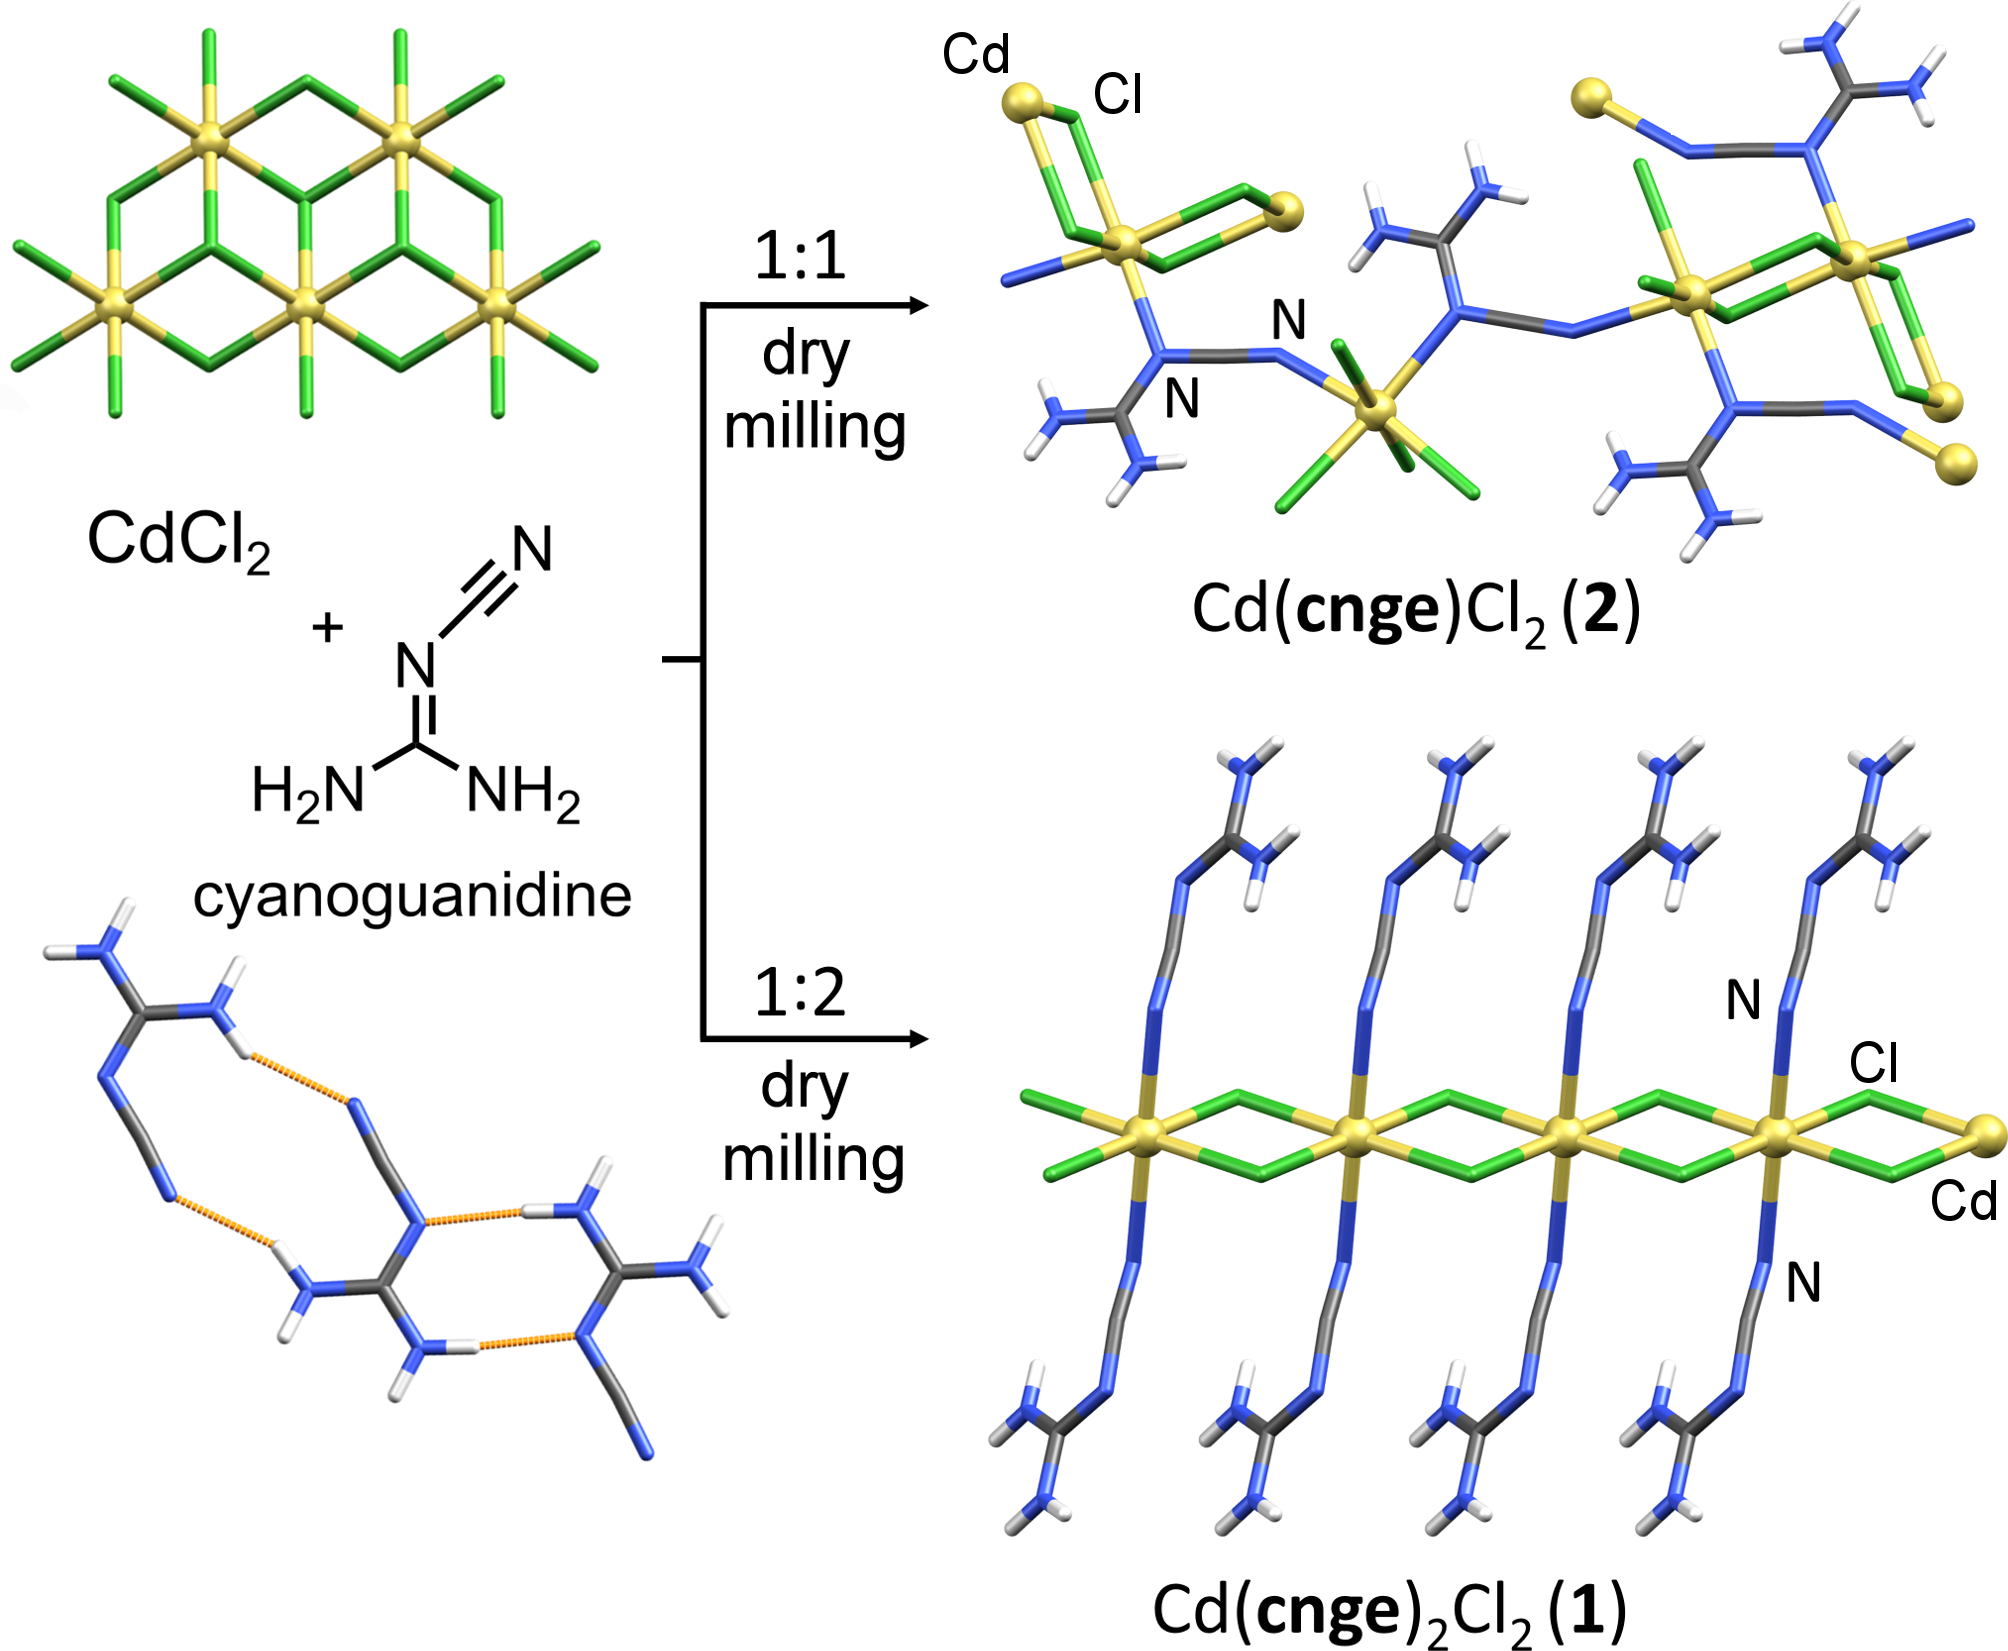 CdCl2
+
N
N
H2N
NH2
cyanoguanidine
1:1
dry
milling
Cd
Cl
N
N
Cd(cnge)Cl2 (2)
1:2
dry
milling
N
Cl
Cd
N
Cd(cnge)2Cl2 (1)